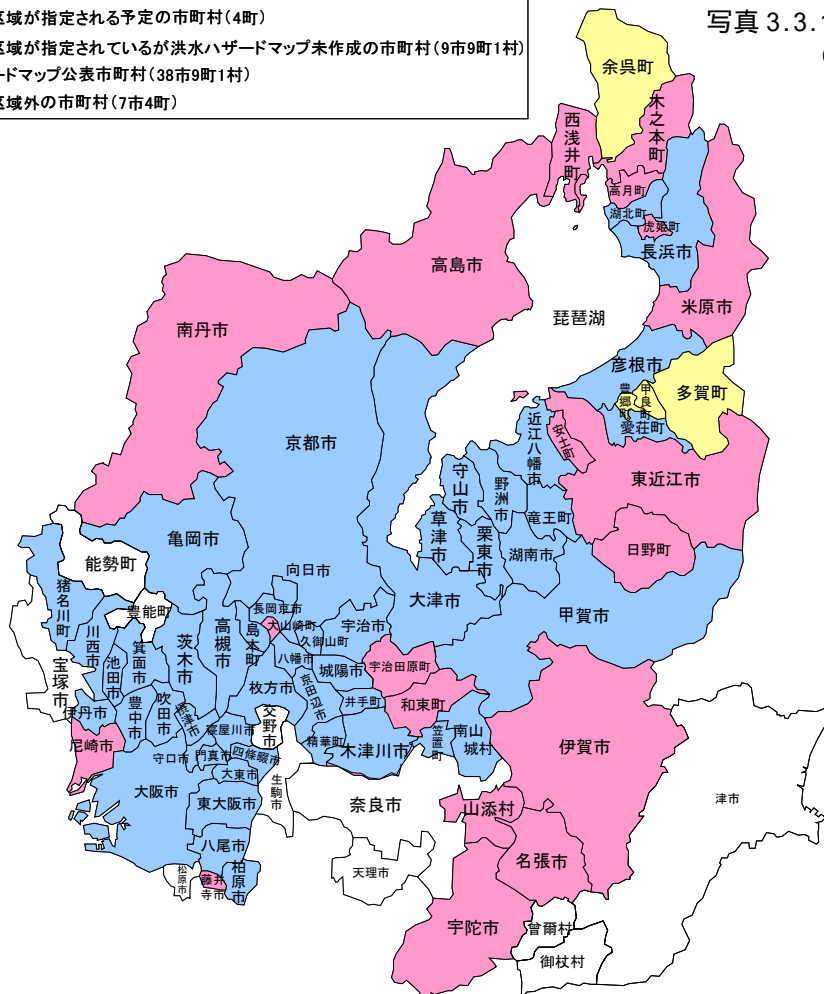 区域が指定される予定の市町村(4町)
区域が指定されているが洪水ハザードマップ未作成の市町村(9市9町1村)
ードマップ公表市町村(38市9町1村)
区域外の市町村(7市4町)
写真 3.3.1
余呉町
木之本町
西浅井町
高月町
湖北町
虎姫町
長浜市
高島市
米原市
琵琶湖
南丹市
彦根市
多賀町
豊郷町
甲良町
愛荘町
京都市
近江八幡市
安土町
東近江市
守山市
野洲市
草津市
栗東市
竜王町
日野町
湖南市
亀岡市
能勢町
向日市
大津市
甲賀市
猪名川町
豊能町
長岡京市
大山崎町
島本町
宇治市
久御山町
川西市
池田市
箕面市
茨木市
高槻市
八幡市
城陽市
宇治田原町
宝塚市
枚方市
京田辺市
井手町
和束町
伊丹市
豊中市
吹田市
摂津市
寝屋川市
交野市
精華町
木津川市
笠置町
南山
城村
伊賀市
尼崎市
守口市
門真市
四條畷市
大東市
生駒市
大阪市
東大阪市
奈良市
山添村
津市
八尾市
名張市
松原市
藤井
寺市
柏原市
天理市
宇陀市
曾爾村
御杖村